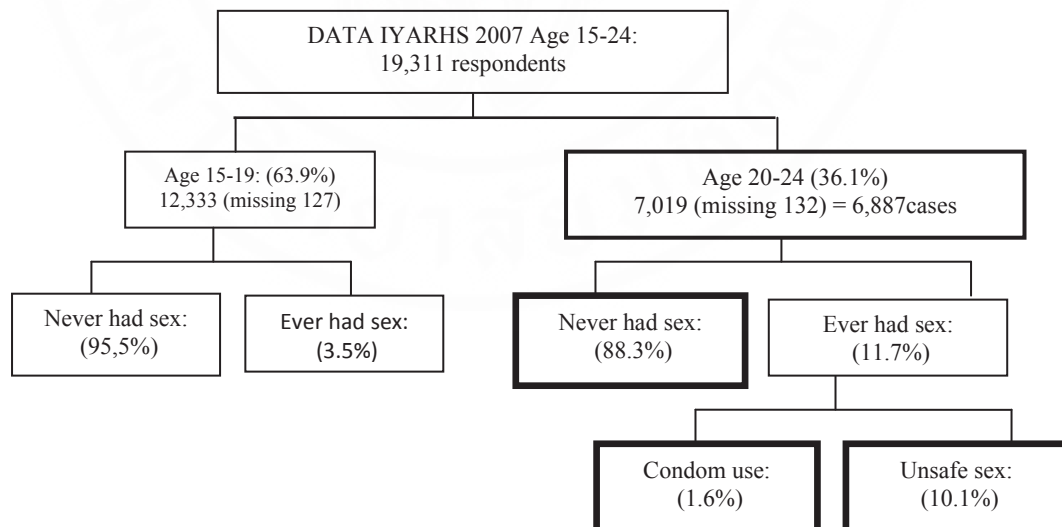 DATA IYARHS 2007 Age 15-24:
19,311 respondents
Age 15-19: (63.9%)
12,333 (missing 127)
Age 20-24 (36.1%)
7,019 (missing 132) = 6,887cases
Never had sex:
(95,5%)
Ever had sex:
(3.5%)
Never had sex:
(88.3%)
Ever had sex:
(11.7%)
Condom use:
(1.6%)
Unsafe sex:
(10.1%)